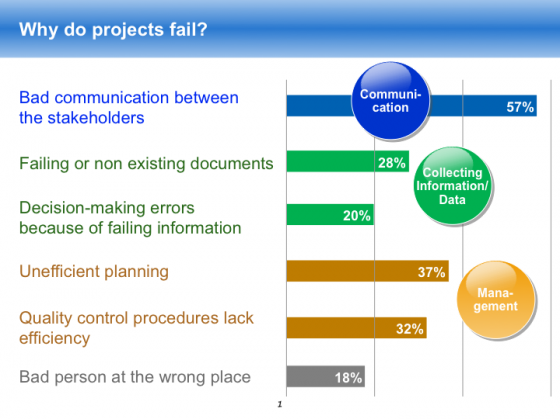 Why do projects fail?
Communi-
cation
Bad communication between
the stakeholders
57%
Failing or non existing documents
28%
Collecting
Information/
Data
Decision-making errors
because of failing information
20%
Unefficient planning
37%
Mana-
gement
Quality control procedures lack
efficiency
32%
Bad person at the wrong place
18%
1